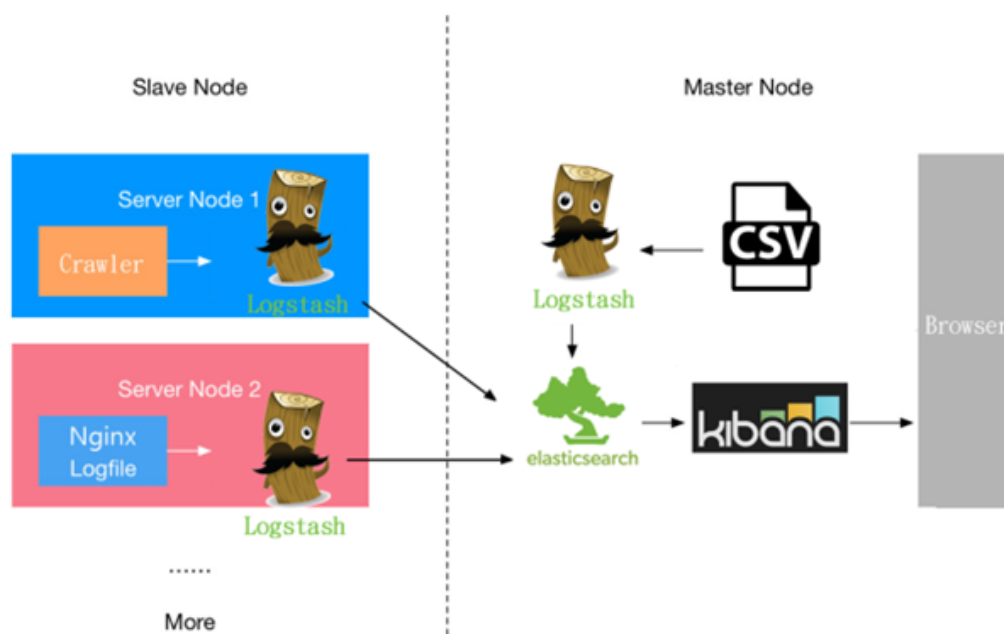 Slave Node
Master Node
Server Node 1
Crawler
Logstash
Server Node 2
Nginx
Logfile
Logstash
......
More
CSV
Logstash
elasticsearch
kibana
Browser